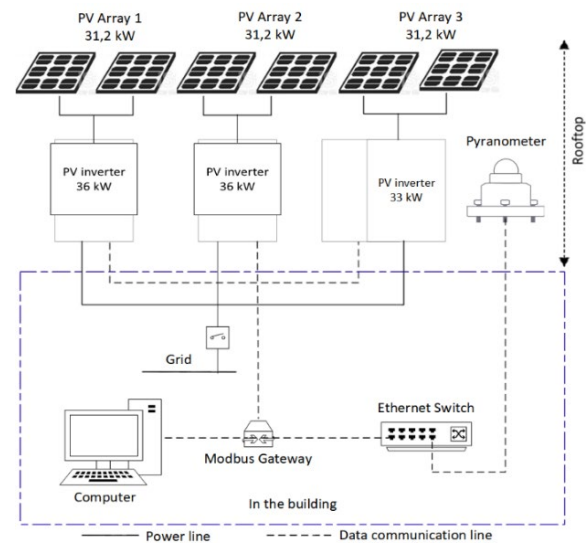 PV Array 1
31,2 kW
PV Array 2
31,2 kW
PV Array 3
31,2 kW
Rooftop
Pyranometer
PV inverter
36 kW
PV inverter
36 kW
PV inverter
33 kW
Grid
Ethernet Switch
Modbus Gateway
Computer
In the building
Power line
Data communication line